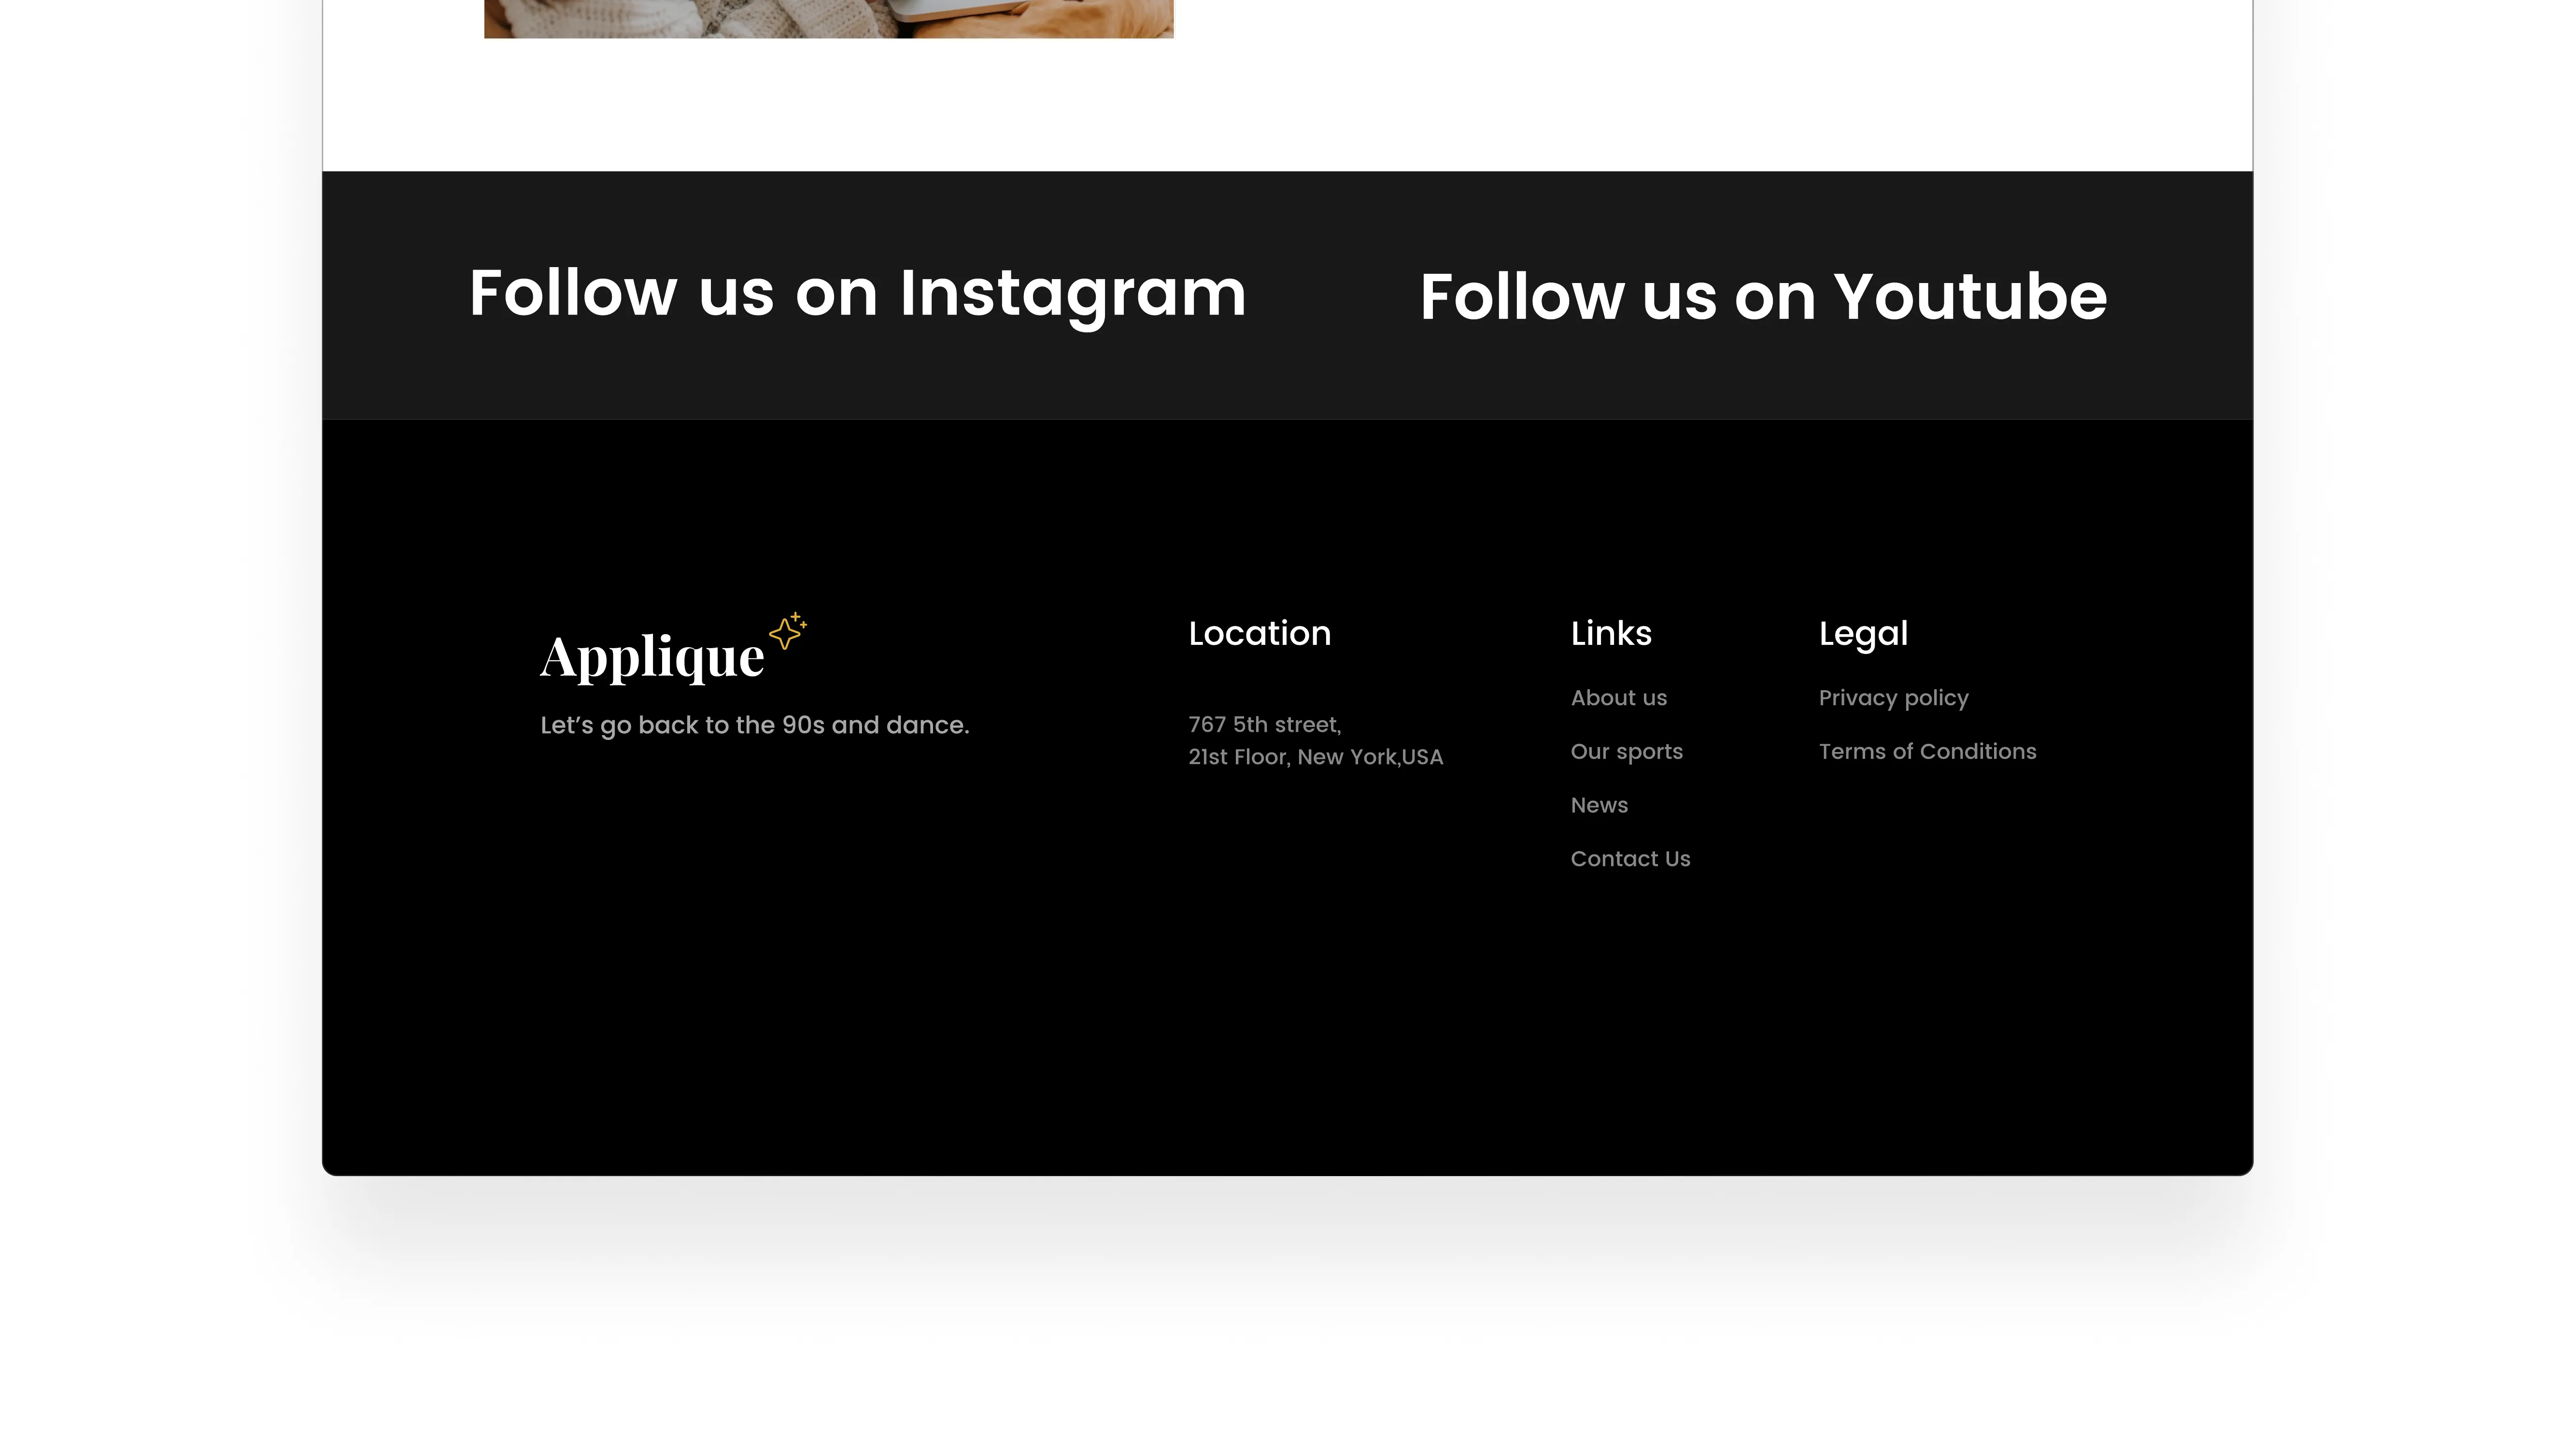 Follow us on Instagram
Follow us on Youtube
Applique
Let’s go back to the 90s and dance.
Location
767 5th street,
21st Floor, New York,USA
Links
About us
Our sports
News
Contact Us
Legal
Privacy policy
Terms of Conditions